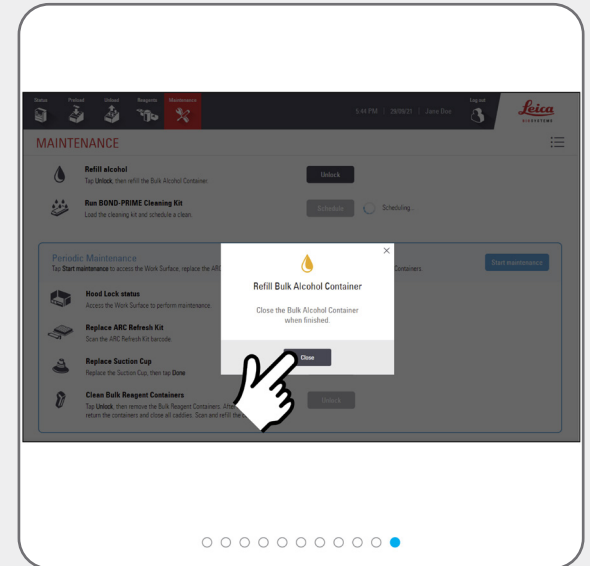 Status Preload Unload Reagents Maintenance
5:44 PM | 28/09/21 | Jane Doe
Log out
Leica
BIOSYSTEMS
MAINTENANCE
Refill alcohol
Tap Unlock, then refill the Bulk Alcohol Container.
Unlock
Run BOND-PRIME Cleaning Kit
Load the cleaning kit and schedule a clean.
Schedule
Scheduling...
Periodic Maintenance
Tap Start maintenance to access the Work Surface, replace the ARC
Containers.
Start maintenance
Hood Lock status
Access the Work Surface to perform maintenance.
Replace ARC Refresh Kit
Scan the ARC Refresh Kit barcode.
Replace Suction Cup
Replace the Suction Cup, then tap Done
Clean Bulk Reagent Containers
Tap Unlock, then remove the Bulk Reagent Containers. After
return the containers and close all caddies. Scan and refill the
Unlock
Refill Bulk Alcohol Container
Close the Bulk Alcohol Container
when finished.
Close